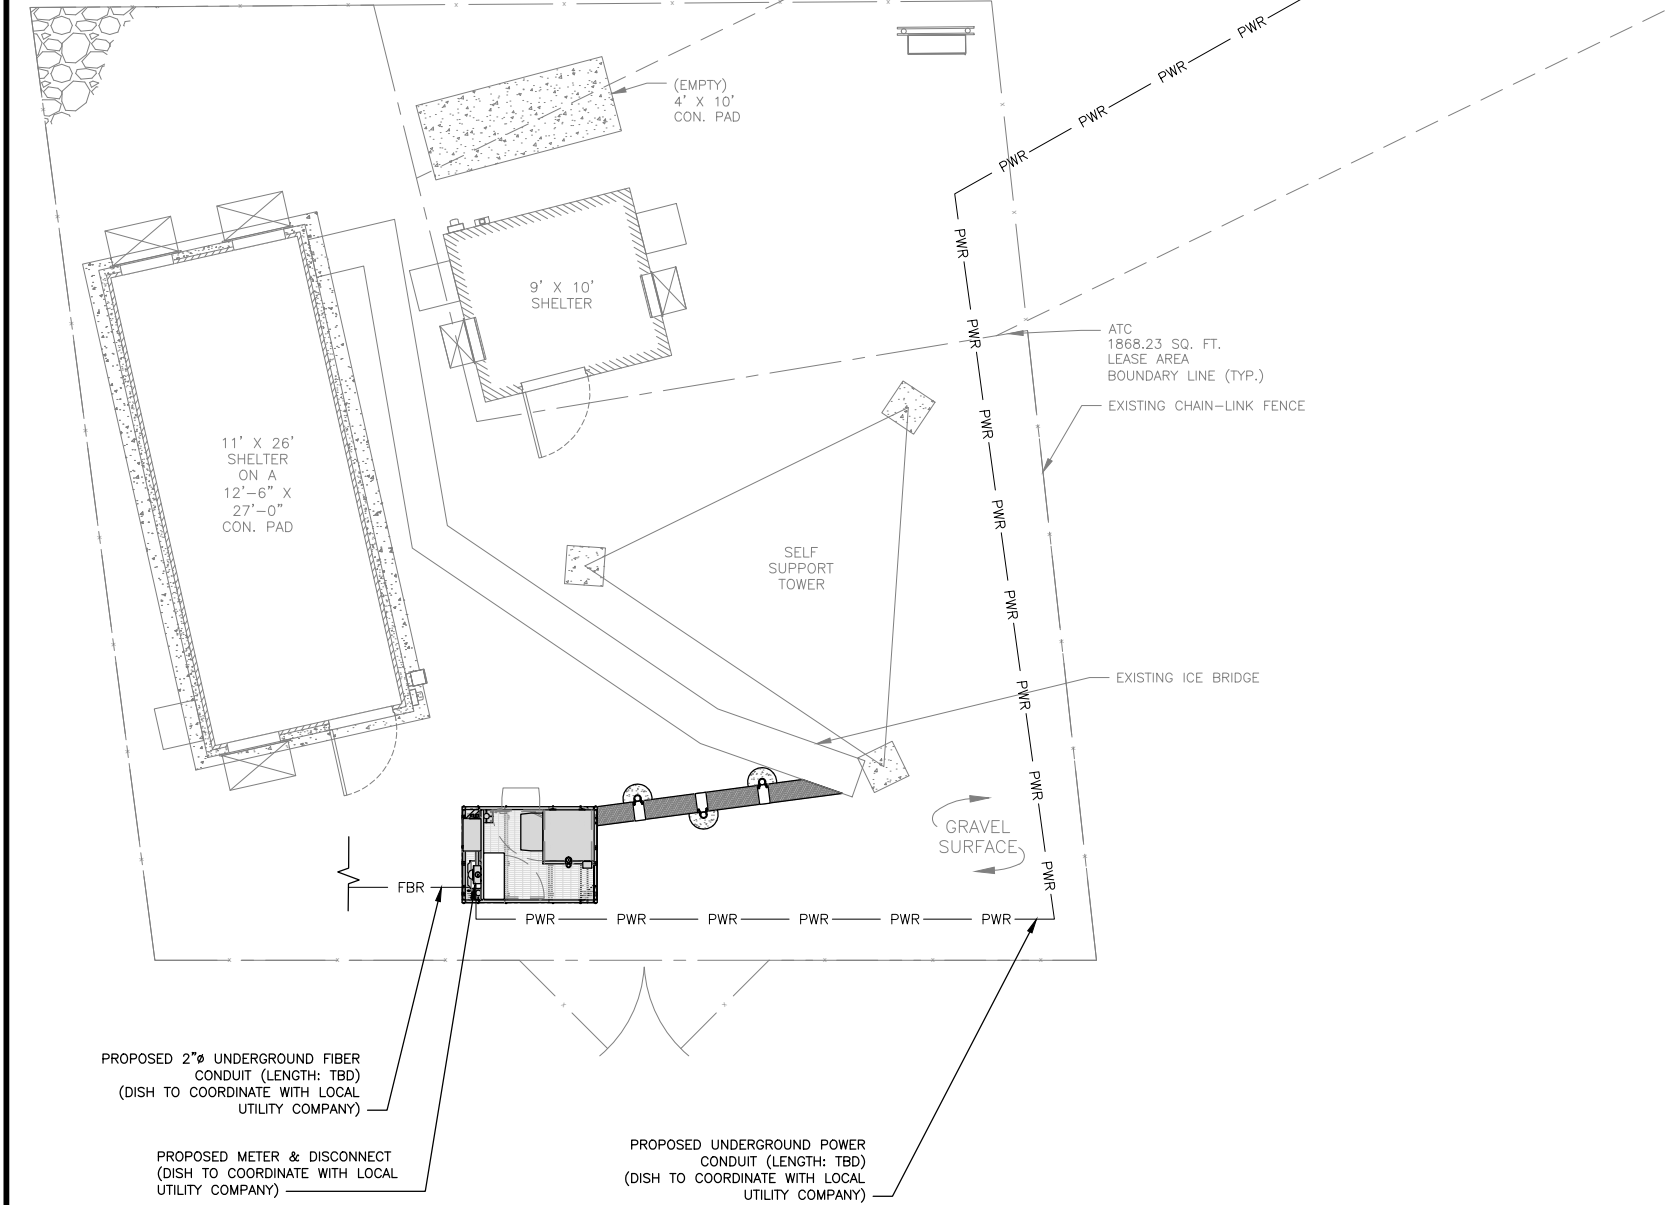 PWR
PWR
PWR
PWR
(EMPTY)
4' X 10'
CON. PAD
PWR
9' X 10'
SHELTER
PWR
ATC
1868.23 SQ. FT.
LEASE AREA
BOUNDARY LINE (TYP.)
EXISTING CHAIN-LINK FENCE
PWR
11' X 26'
SHELTER
ON A
12'-6" X
27'-0"
CON. PAD
PWR
SELF
SUPPORT
TOWER
PWR
EXISTING ICE BRIDGE
PWR
PWR
GRAVEL
SURFACE
PWR
FBR
PWR
PWR
PWR
PWR
PWR
PWR
PROPOSED 2"ø UNDERGROUND FIBER
CONDUIT (LENGTH: TBD)
(DISH TO COORDINATE WITH LOCAL
UTILITY COMPANY)
PROPOSED METER & DISCONNECT
(DISH TO COORDINATE WITH LOCAL
UTILITY COMPANY)
PROPOSED UNDERGROUND POWER
CONDUIT (LENGTH: TBD)
(DISH TO COORDINATE WITH LOCAL
UTILITY COMPANY)